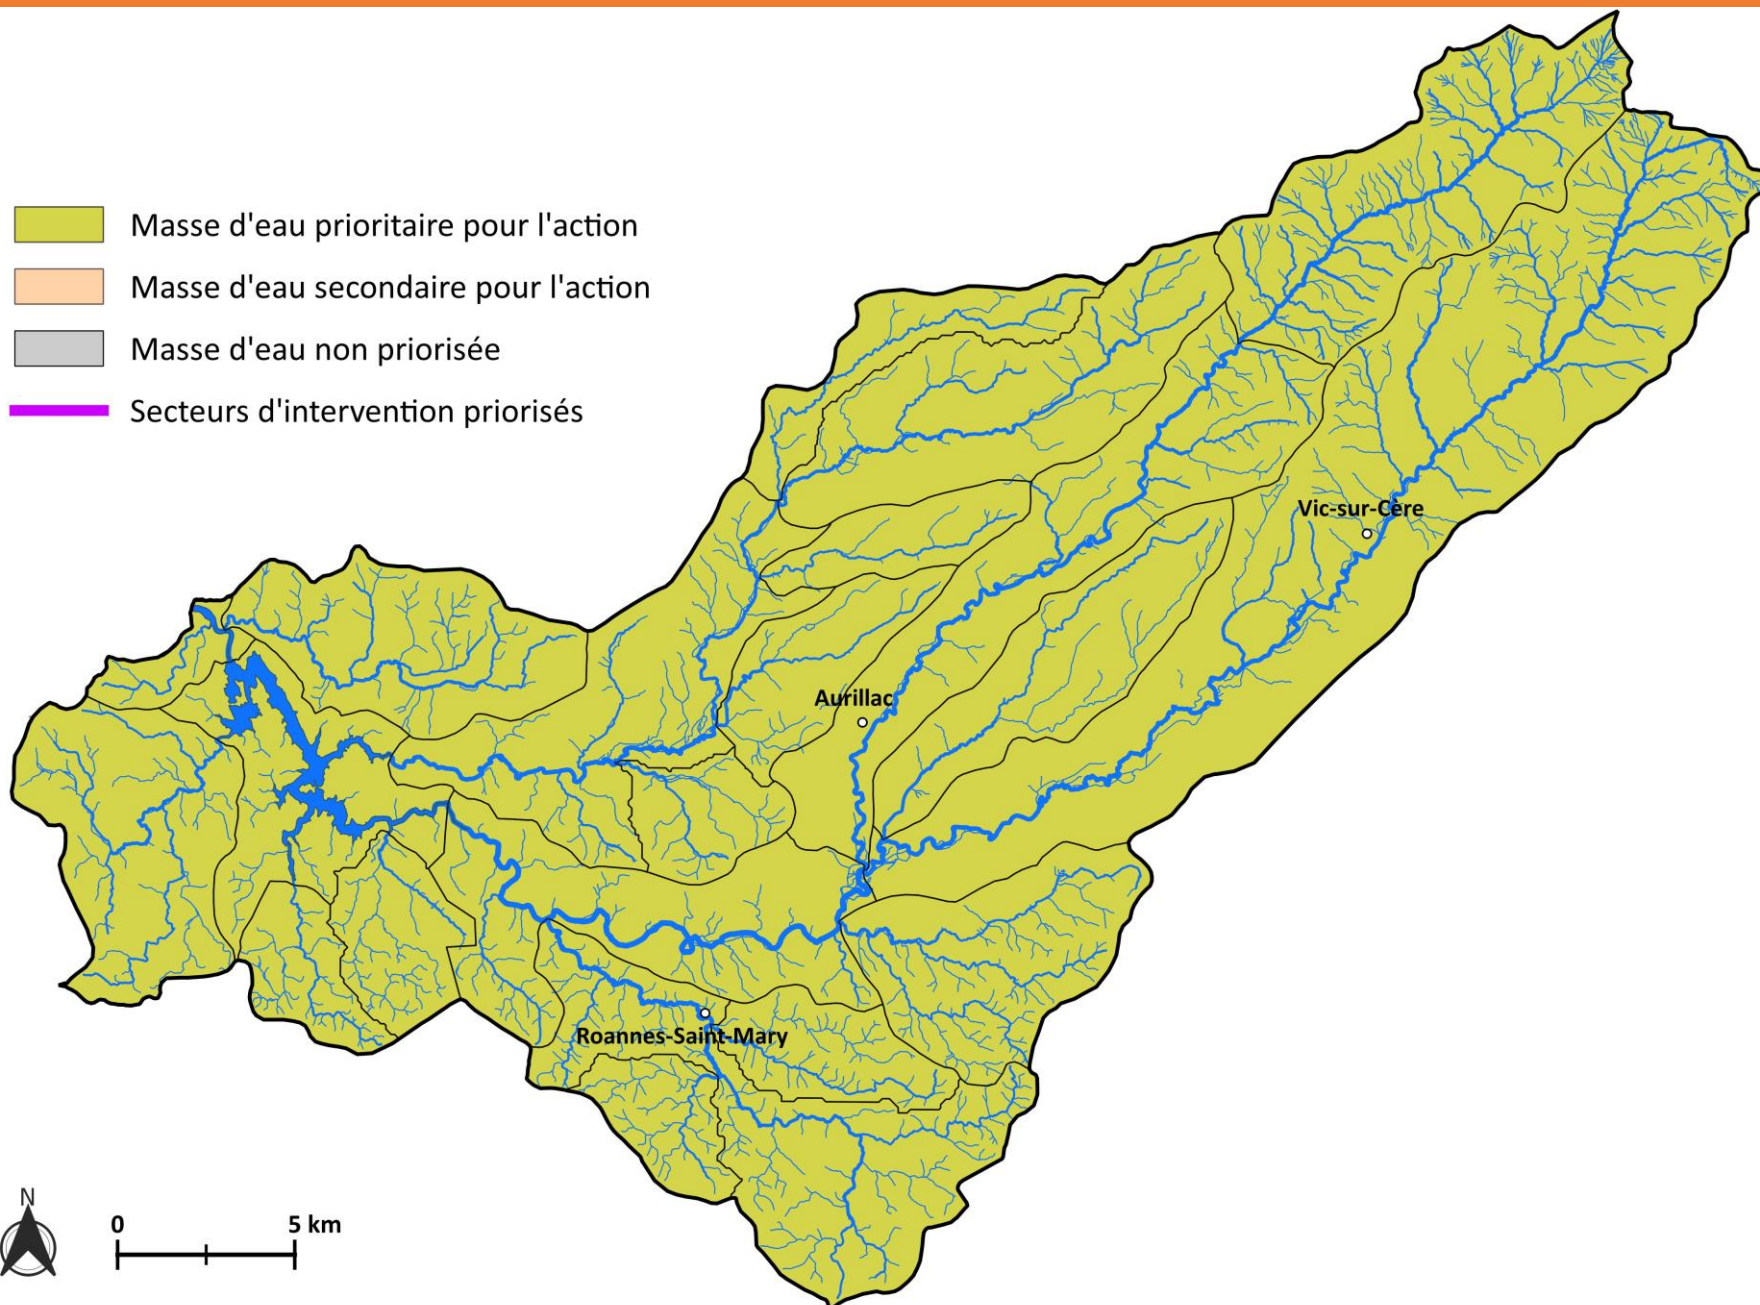 Masse d'eau prioritaire pour l'action
Masse d'eau secondaire pour l'action
Masse d'eau non priorisée
Secteurs d'intervention priorisés
Vic-sur-Cère
Aurillac
Roannes-Saint-Mary
N
0 5 km